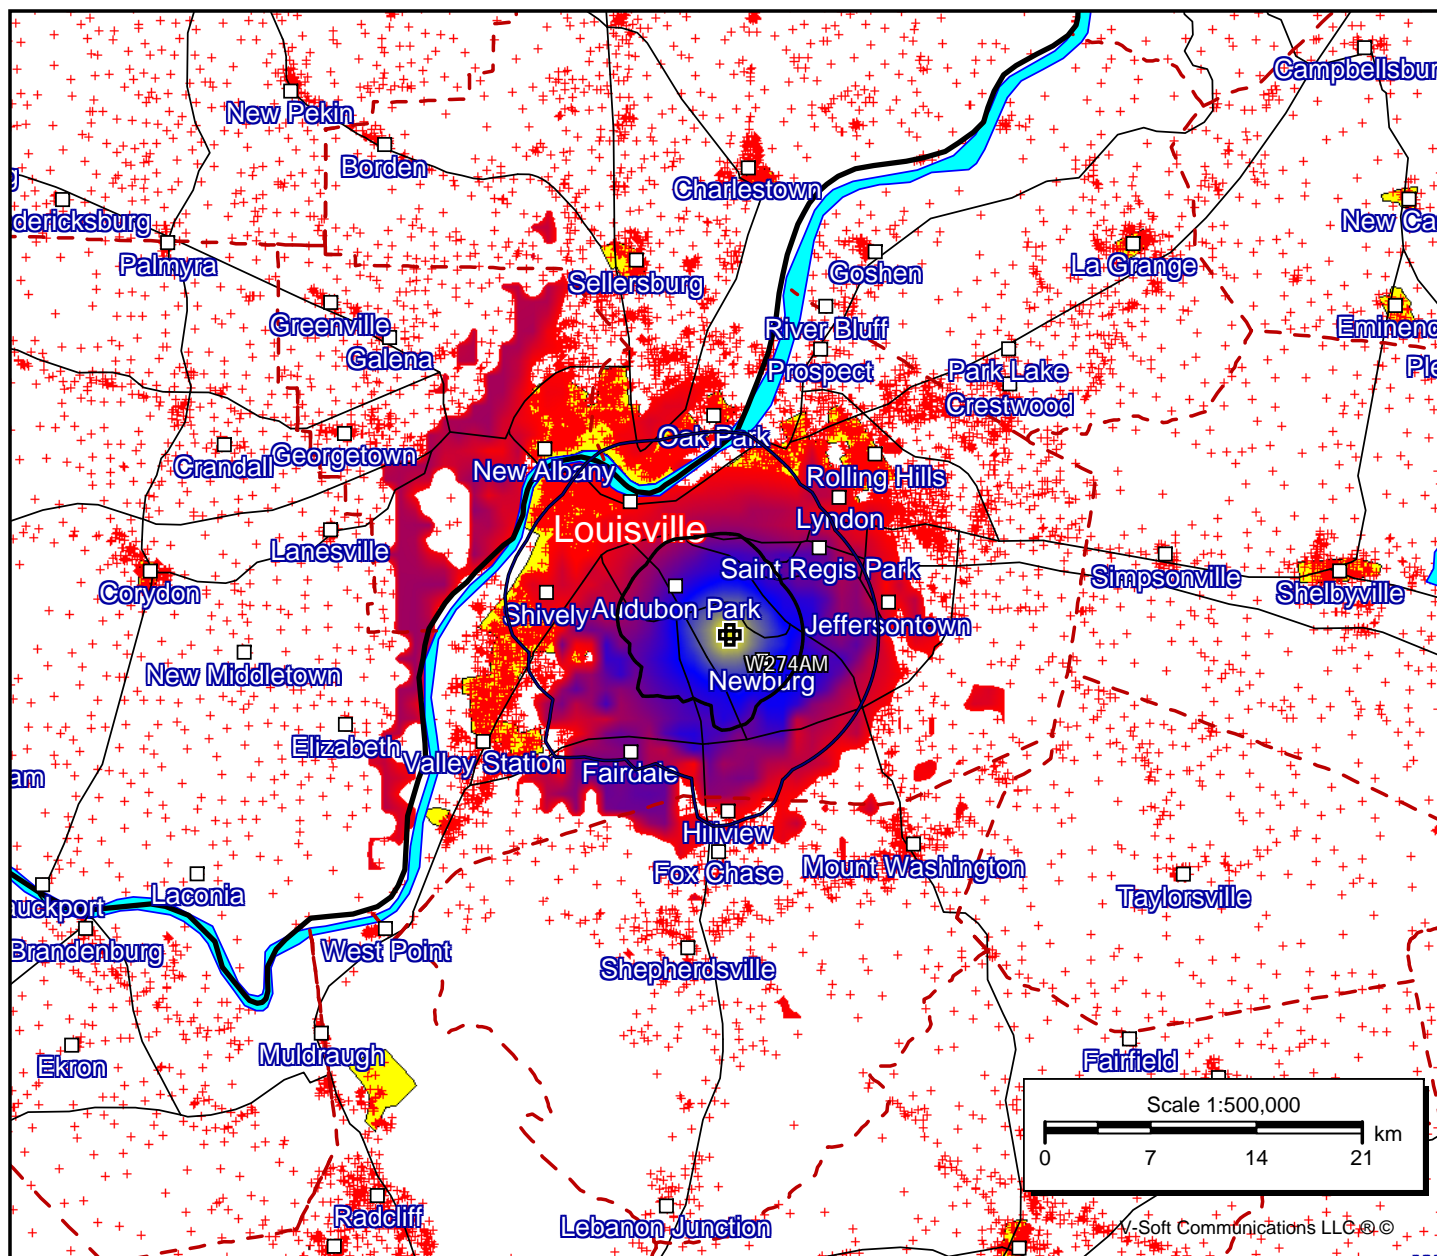 Campbellsbur
New Pekin
Borden
Charlestown
dericksburg
New Ca
Palmyra
Goshen
La Grange
Sellersburg
Greenville
River Bluff
Eminenc
Galena
Prospect
Park Lake
Ple
Crestwood
Oak Park
Crandall
Georgetown
New Albany
Rolling Hills
Lyndon
Louisville
Lanesville
Saint Regis Park
Simpsonville
Corydon
Shelbyville
Shively
Audubon Park
Jeffersontown
W274AM
New Middletown
Newburg
Elizabeth
Valley Station
Fairdale
am
Hillview
Fox Chase
Mount Washington
Laconia
Taylorsville
auckport
Brandenburg
West Point
Shepherdsville
Muldraugh
Ekron
Fairfield
Scale 1:500,000
km
0 7 14 21
Radcliff
Lebanon Junction
V-Soft Communications LLC ® ©